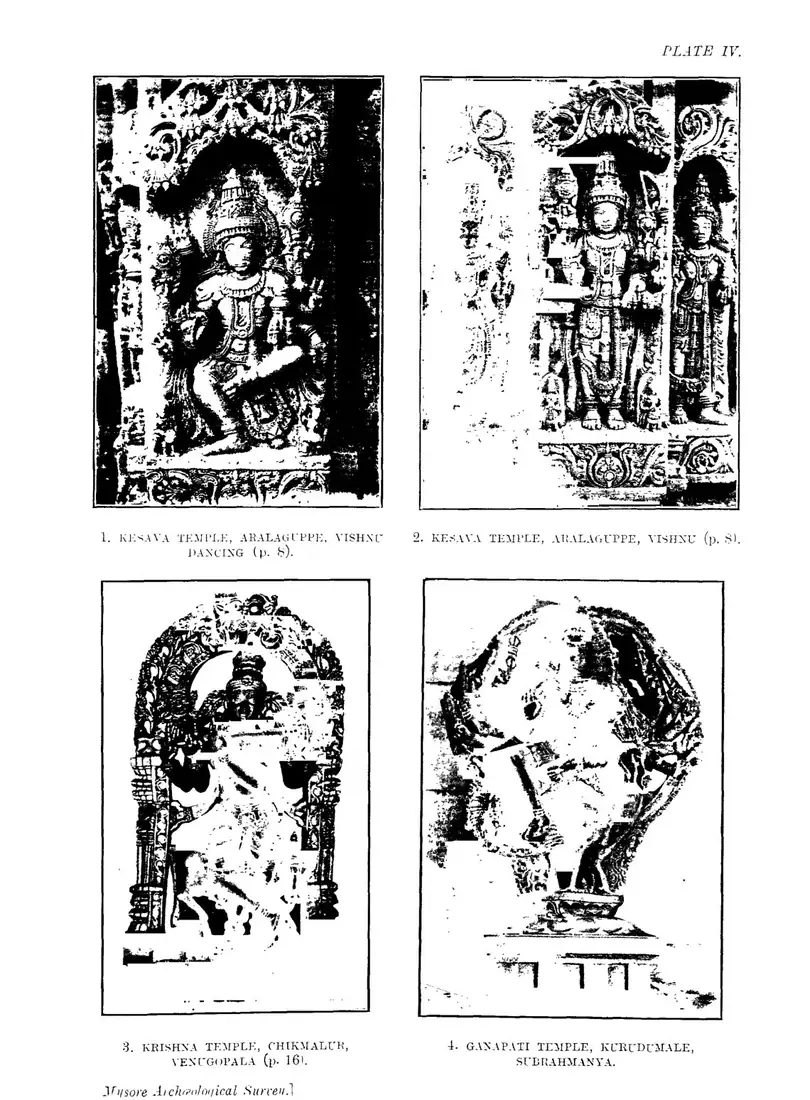 PLATE IV.
1. KESAVA TEMPLE, ARALAGUPPE, VISHNU
DANCING (p. 8).
2. KESAVA TEMPLE, ARALAGUPPE, VISHNU (p. 8).
3. KRISHNA TEMPLE, CHIKMALUR,
VENUGOPALA (p. 16).
4. GANAPATI TEMPLE, KURUDUMALE,
SUBRAHMANYA.
Mysore Archæological Survey.]